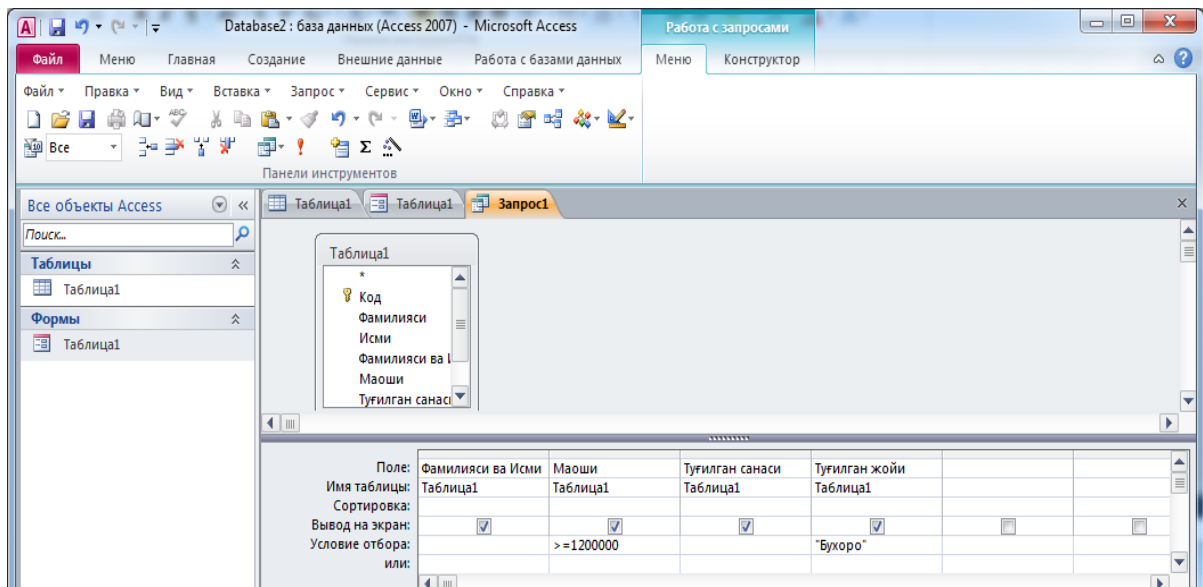 Database2 : база данных (Access 2007) - Microsoft Access
Работа с запросами
Файл Меню Главная Создание Внешние данные Работа с базами данных Меню Конструктор
Файл Правка Вид Вставка Запрос Сервис Окно Справка
Все
Панели инструментов
Все объекты Access
Таблица1 Таблица1 Запрос1
Поиск...
Таблицы
Таблица1
Формы
Таблица1
Таблица1
*
Код
Фамилияси
Исми
Фамилияси ва И
Маоши
Туғилган санаси
Поле: Фамилияси ва Исми Маоши Туғилган санаси Туғилган жойи
Имя таблицы: Таблица1 Таблица1 Таблица1 Таблица1
Сортировка:
Вывод на экран:
Условие отбора: >=1200000 "Бухоро"
или: